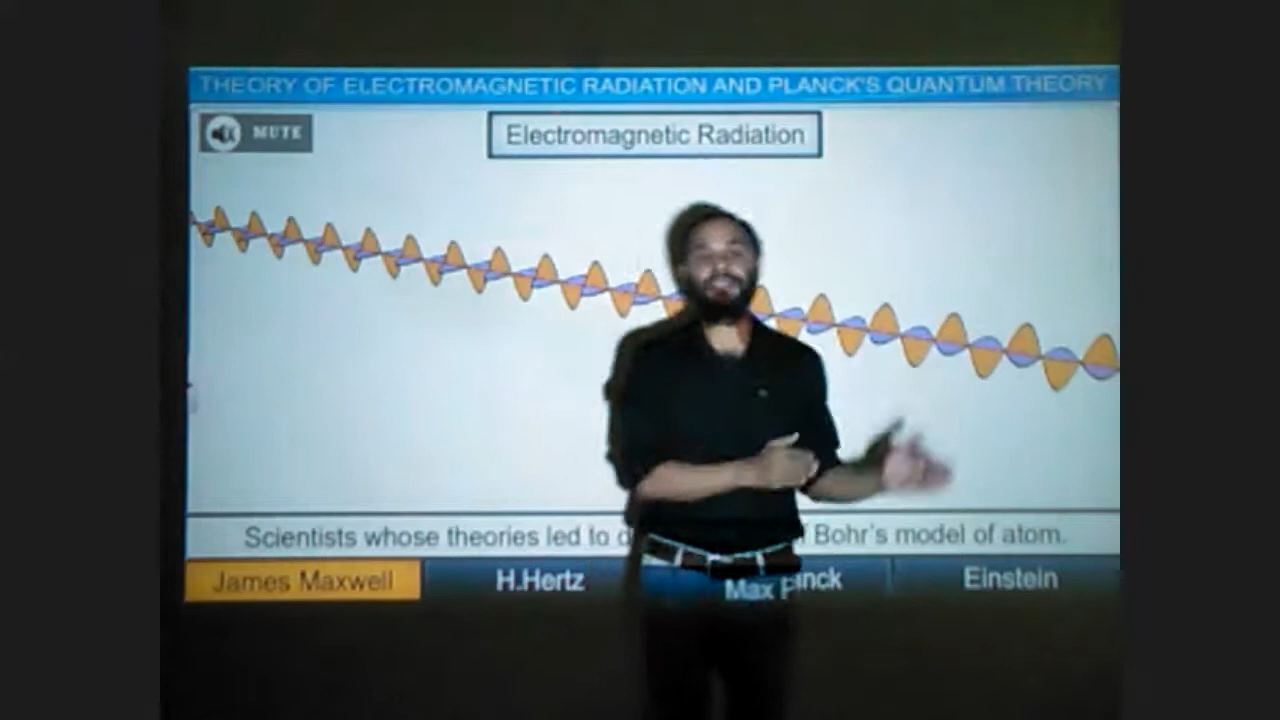 THEORY OF ELECTROMAGNETIC RADIATION AND PLANCK'S QUANTUM THEORY
MUTE
Electromagnetic Radiation
Scientists whose theories led to Bohr's model of atom.
James Maxwell
H.Hertz
Max
Einstein